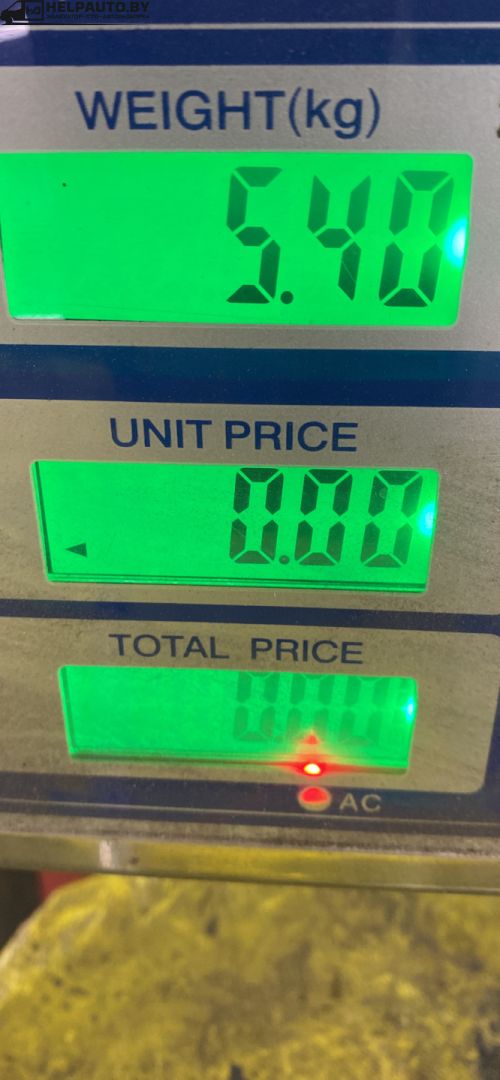 HELPAUTO.BY
WEIGHT(kg)
5.40
UNIT PRICE
0.00
TOTAL PRICE
0.00
AC